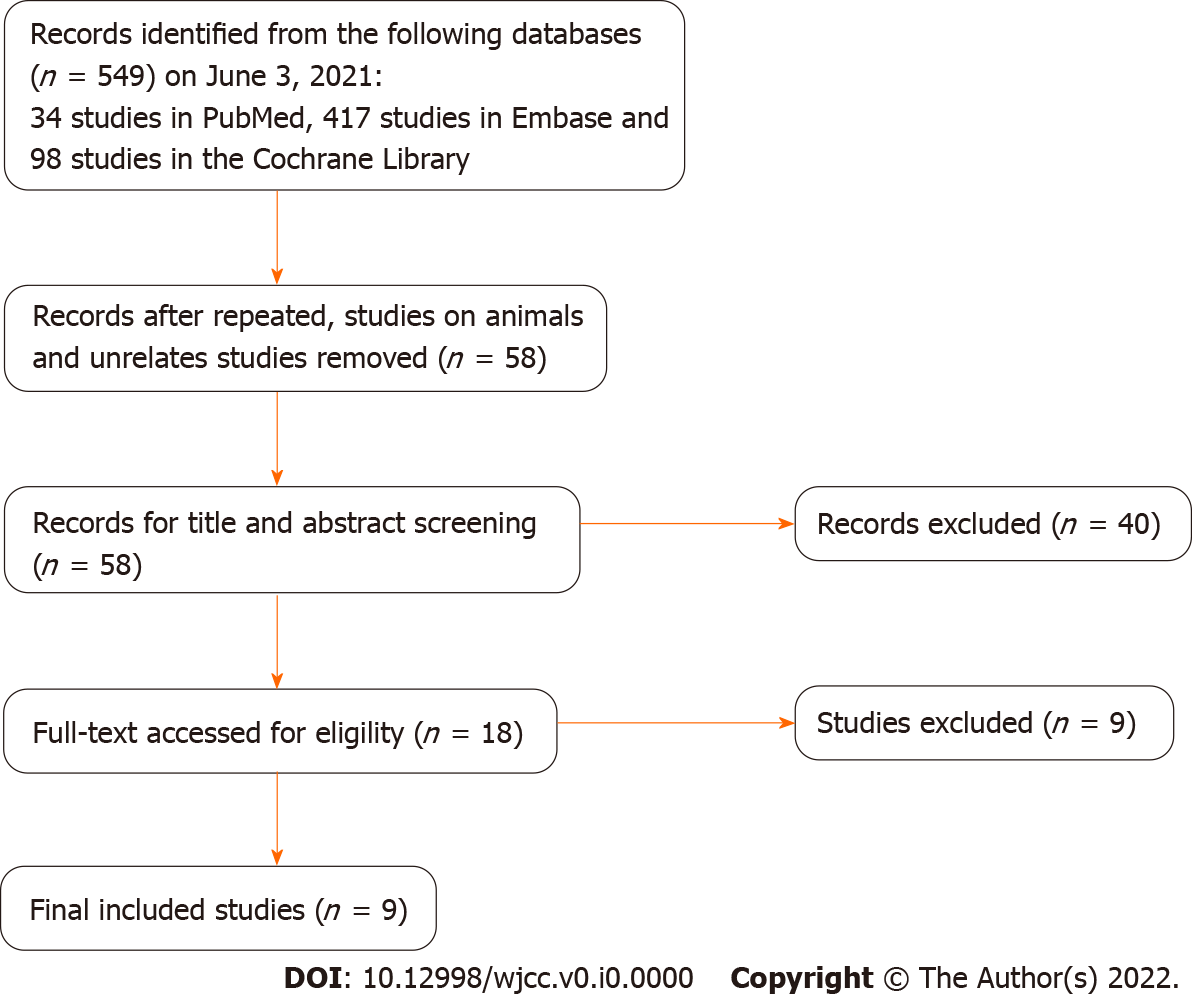 Records identified from the following databases
(n = 549) on June 3, 2021:
34 studies in PubMed, 417 studies in Embase and
98 studies in the Cochrane Library
Records after repeated, studies on animals
and unrelates studies removed (n = 58)
Records for title and abstract screening
(n = 58)
Records excluded (n = 40)
Full-text accessed for eligility (n = 18)
Studies excluded (n = 9)
Final included studies (n = 9)
DOI: 10.12998/wjcc.v0.i0.0000 Copyright © The Author(s) 2022.